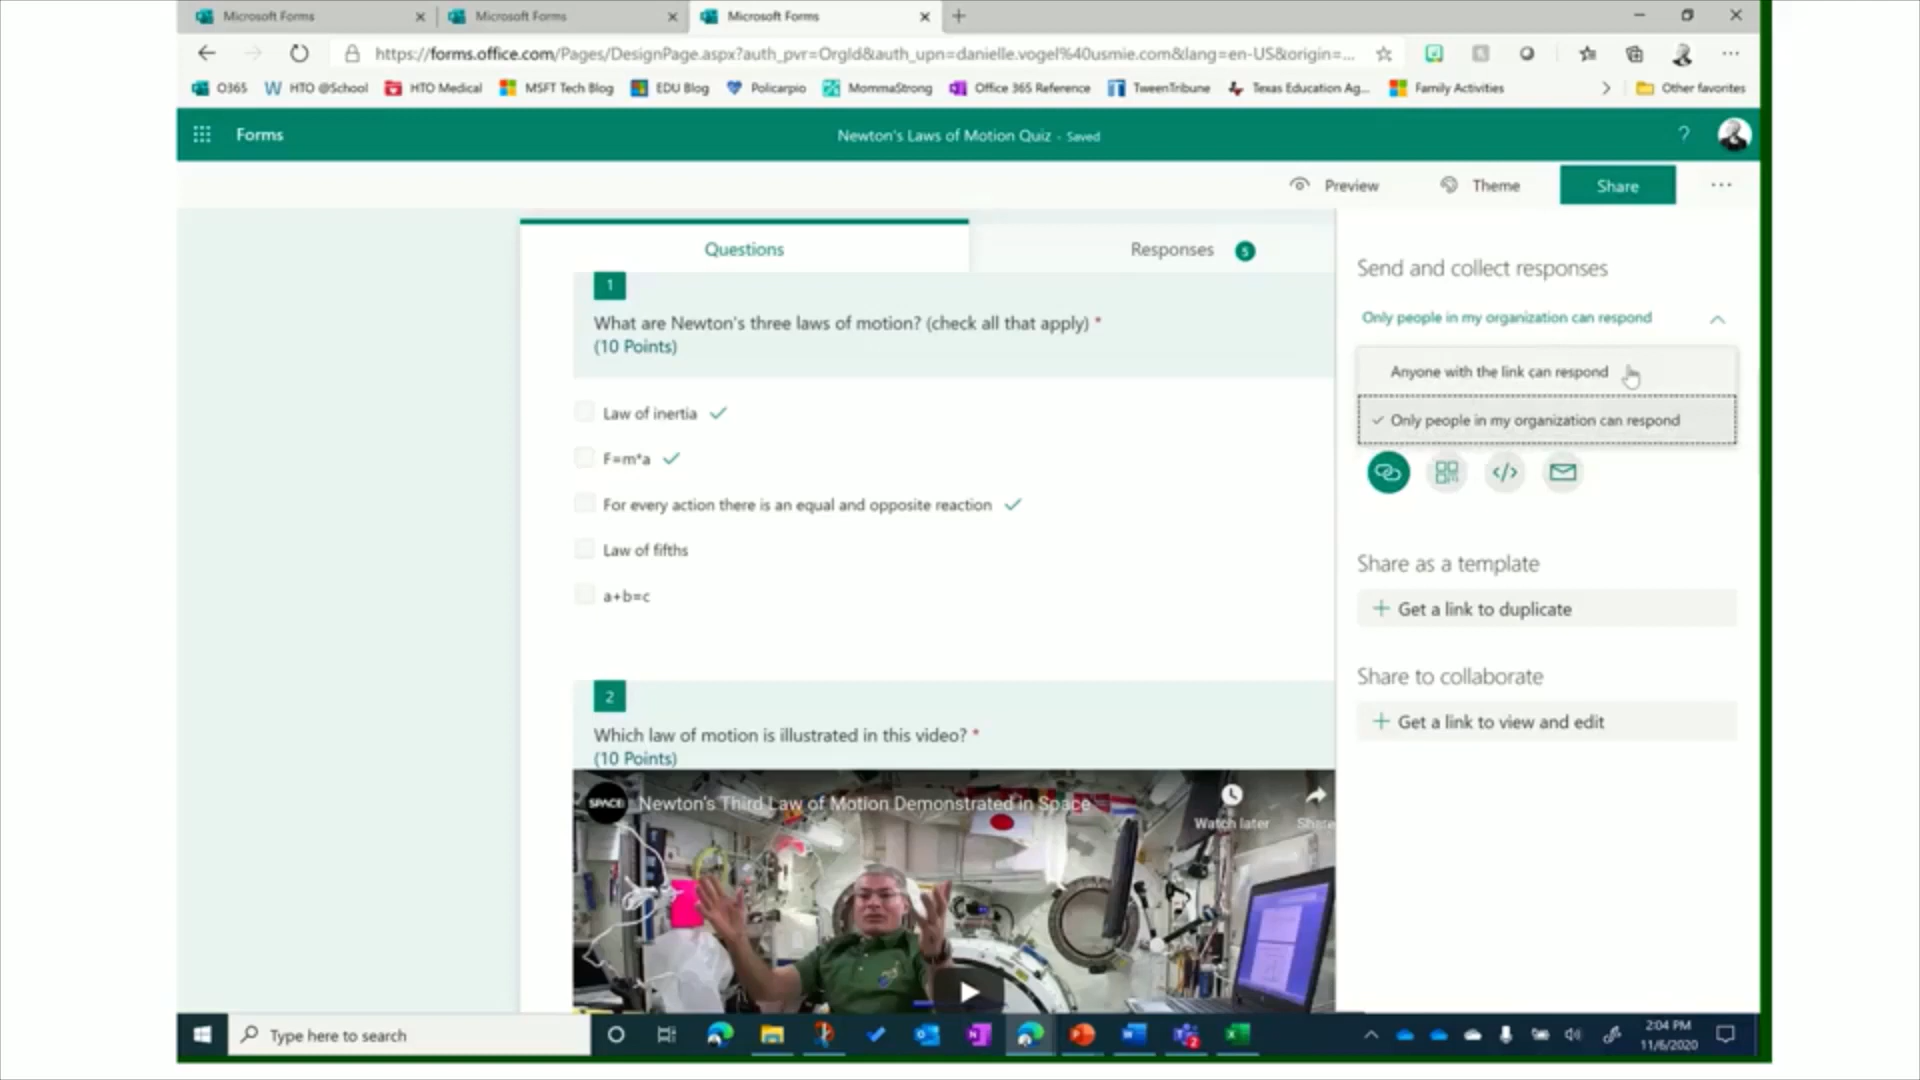 Microsoft Forms
Microsoft Forms
Microsoft Forms
https://forms.office.com/Pages/DesignPage.aspx?auth_pvr=OrgId&auth_upn=danielle.vogel%40usmie.com&lang=en-US&origin=...
O365
HTO @School
HTO Medical
MSFT Tech Blog
EDU Blog
Policarpio
MommaStrong
Office 365 Reference
TweenTribune
Texas Education Ag...
Family Activities
Other favorites
Forms
Newton's Laws of Motion Quiz - Saved
?
Preview
Theme
Share
Questions
Responses 5
1
What are Newton's three laws of motion? (check all that apply) *
(10 Points)
Law of inertia
F=m*a
For every action there is an equal and opposite reaction
Law of fifths
a+b=c
2
Which law of motion is illustrated in this video? *
(10 Points)
SPACE
Newton's Third Law of Motion Demonstrated in Space
Watch later
Share
Send and collect responses
Only people in my organization can respond
Anyone with the link can respond
Only people in my organization can respond
Share as a template
+ Get a link to duplicate
Share to collaborate
+ Get a link to view and edit
Type here to search
2:04 PM
11/6/2020